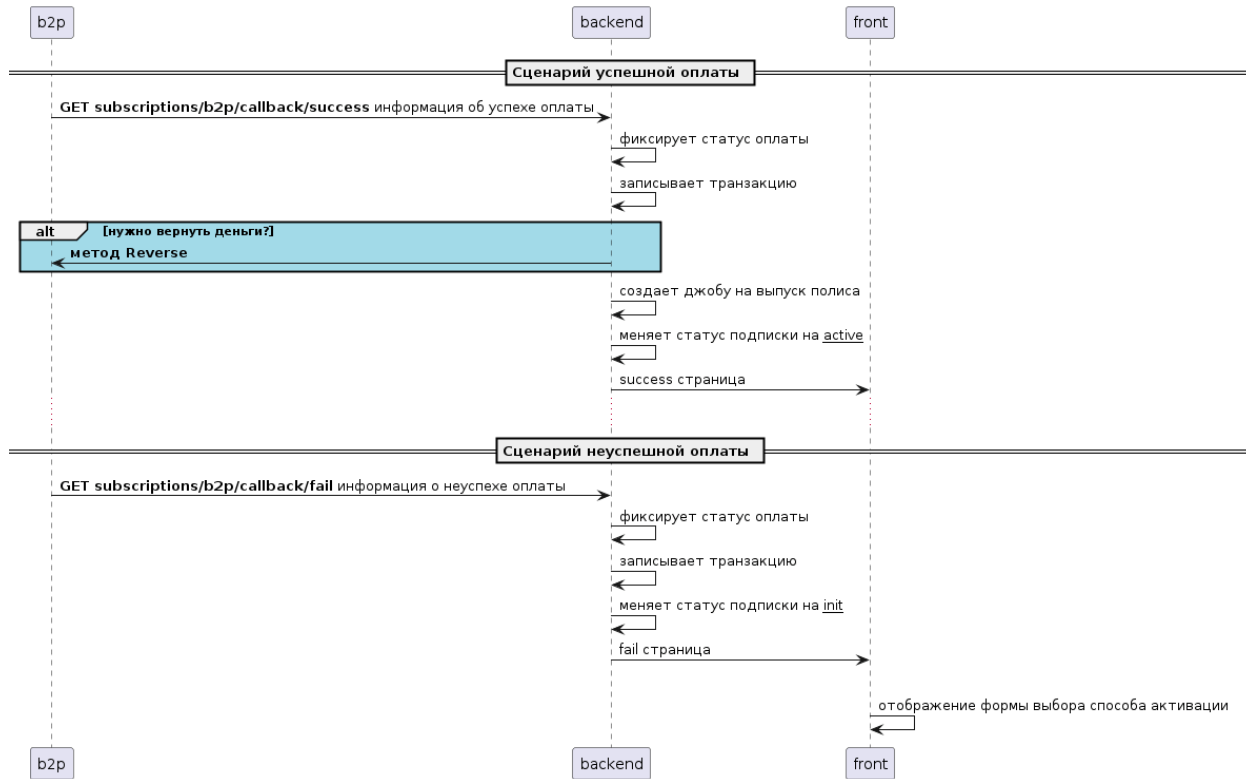 b2p backend front
Сценарий успешной оплаты
GET subscriptions/b2p/callback/success информация об успехе оплаты
фиксирует статус оплаты
записывает транзакцию
alt [нужно вернуть деньги?]
метод Reverse
создает джобу на выпуск полиса
меняет статус подписки на active
success страница
Сценарий неуспешной оплаты
GET subscriptions/b2p/callback/fail информация о неуспехе оплаты
фиксирует статус оплаты
записывает транзакцию
меняет статус подписки на init
fail страница
отображение формы выбора способа активации
b2p backend front